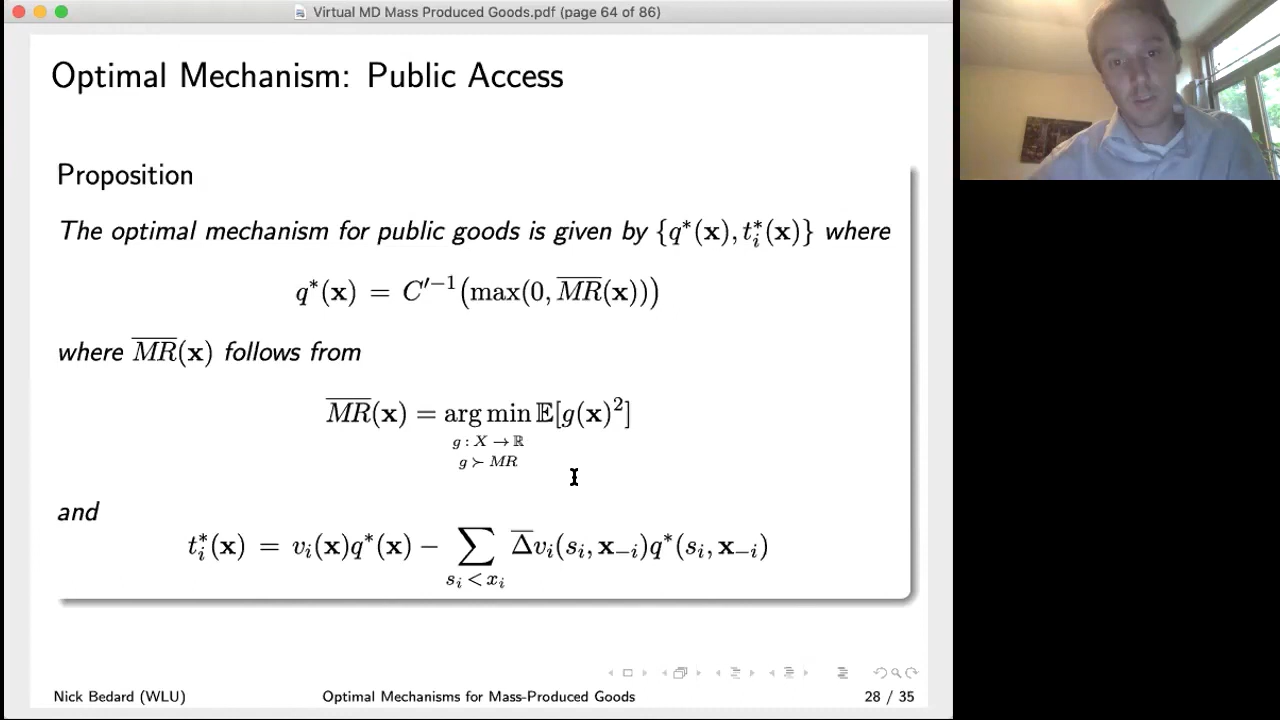 Virtual MD Mass Produced Goods.pdf (page 64 of 86)
Optimal Mechanism: Public Access
Proposition
The optimal mechanism for public goods is given by {q*(x), t_i*(x)} where
q*(x) = C′⁻¹(max(0, \overline{MR}(x)))
where \overline{MR}(x) follows from
\overline{MR}(x) = arg min 𝔼[g(x)²]
g : X → ℝ
g ≻ MR
and
t_i*(x) = v_i(x)q*(x) − ∑ \overline{Δ}v_i(s_i, x_{−i})q*(s_i, x_{−i})
s_i < x_i
Nick Bedard (WLU) Optimal Mechanisms for Mass-Produced Goods 28 / 35